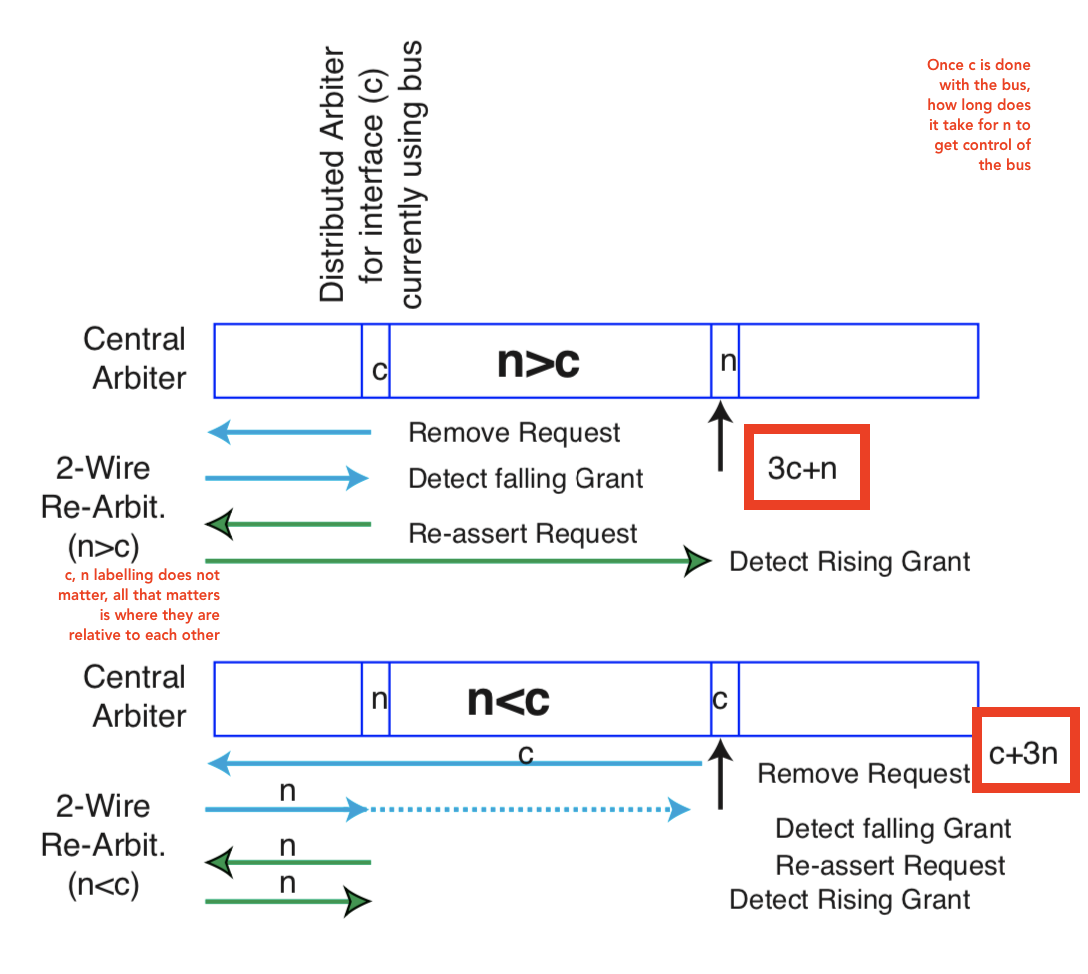 Distributed Arbiter
for interface (c)
currently using bus
Once c is done
with the bus,
how long does
it take for n to
get control of
the bus
Central
Arbiter
c
n>c
n
Remove Request
3c+n
2-Wire
Re-Arbit.
(n>c)
Detect falling Grant
Re-assert Request
Detect Rising Grant
c, n labelling does not
matter, all that matters
is where they are
relative to each other
Central
Arbiter
n
n<c
c
c
Remove Request
c+3n
2-Wire
Re-Arbit.
(n<c)
n
n
n
Detect falling Grant
Re-assert Request
Detect Rising Grant